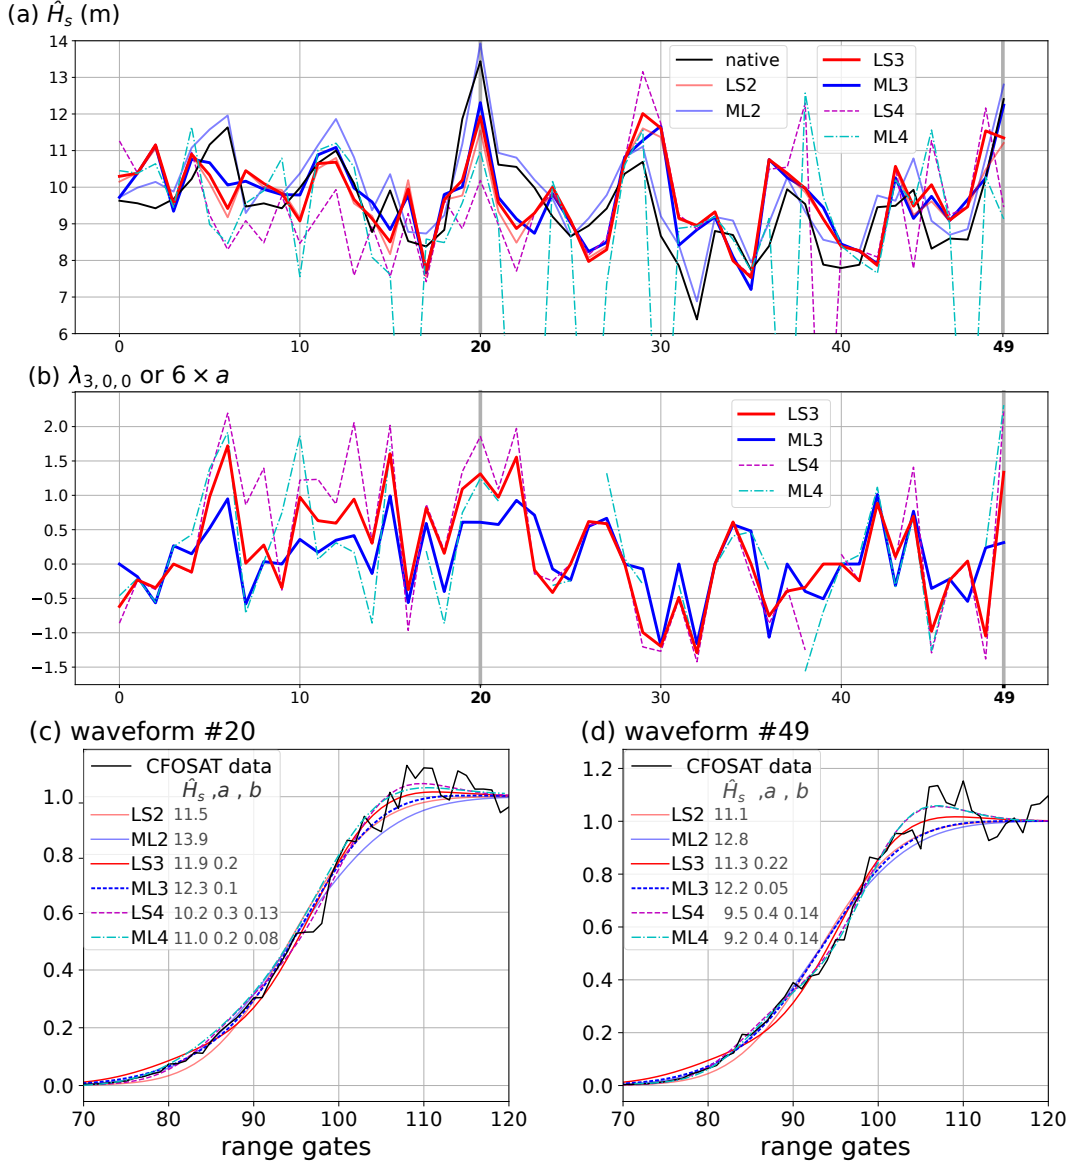 (a) Ĥₛ (m)
14
13
12
11
10
9
8
7
6
native
LS2
ML2
LS3
ML3
LS4
ML4
0 10 20 30 40 49
(b) λ₃,₀,₀ or 6 × a
2.0
1.5
1.0
0.5
0.0
−0.5
−1.0
−1.5
LS3
ML3
LS4
ML4
0 10 20 30 40 49
(c) waveform #20
CFOSAT data
Ĥₛ ,a , b
LS2 11.5
ML2 13.9
LS3 11.9 0.2
ML3 12.3 0.1
LS4 10.2 0.3 0.13
ML4 11.0 0.2 0.08
1.0
0.8
0.6
0.4
0.2
0.0
70 80 90 100 110 120
range gates
(d) waveform #49
CFOSAT data
Ĥₛ ,a , b
LS2 11.1
ML2 12.8
LS3 11.3 0.22
ML3 12.2 0.05
LS4 9.5 0.4 0.14
ML4 9.2 0.4 0.14
1.2
1.0
0.8
0.6
0.4
0.2
0.0
70 80 90 100 110 120
range gates